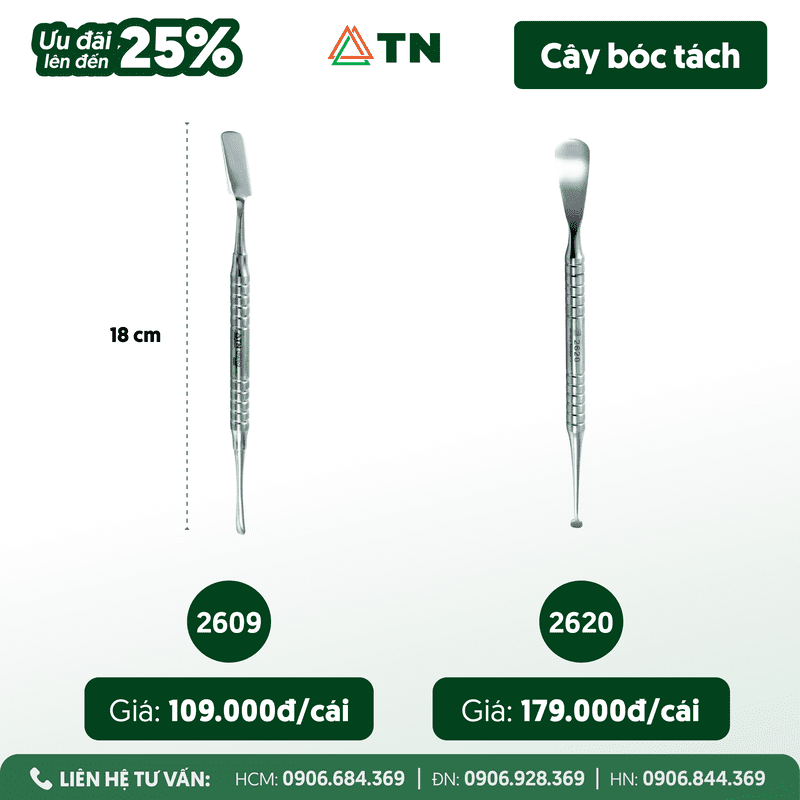 Ưu đãi
lên đến 25%
TN
Cây bóc tách
18 cm
2620
2609
2620
Giá: 109.000đ/cái
Giá: 179.000đ/cái
LIÊN HỆ TƯ VẤN: HCM: 0906.684.369 | ĐN: 0906.928.369 | HN: 0906.844.369